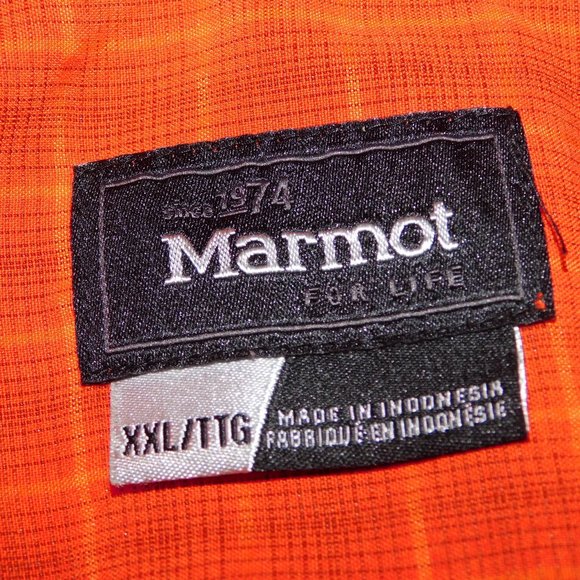 SINCE 1974
Marmot
FOR LIFE
XXL/TTG
MADE IN INDONESIA
FABRIQUÉ EN INDONÉSIE